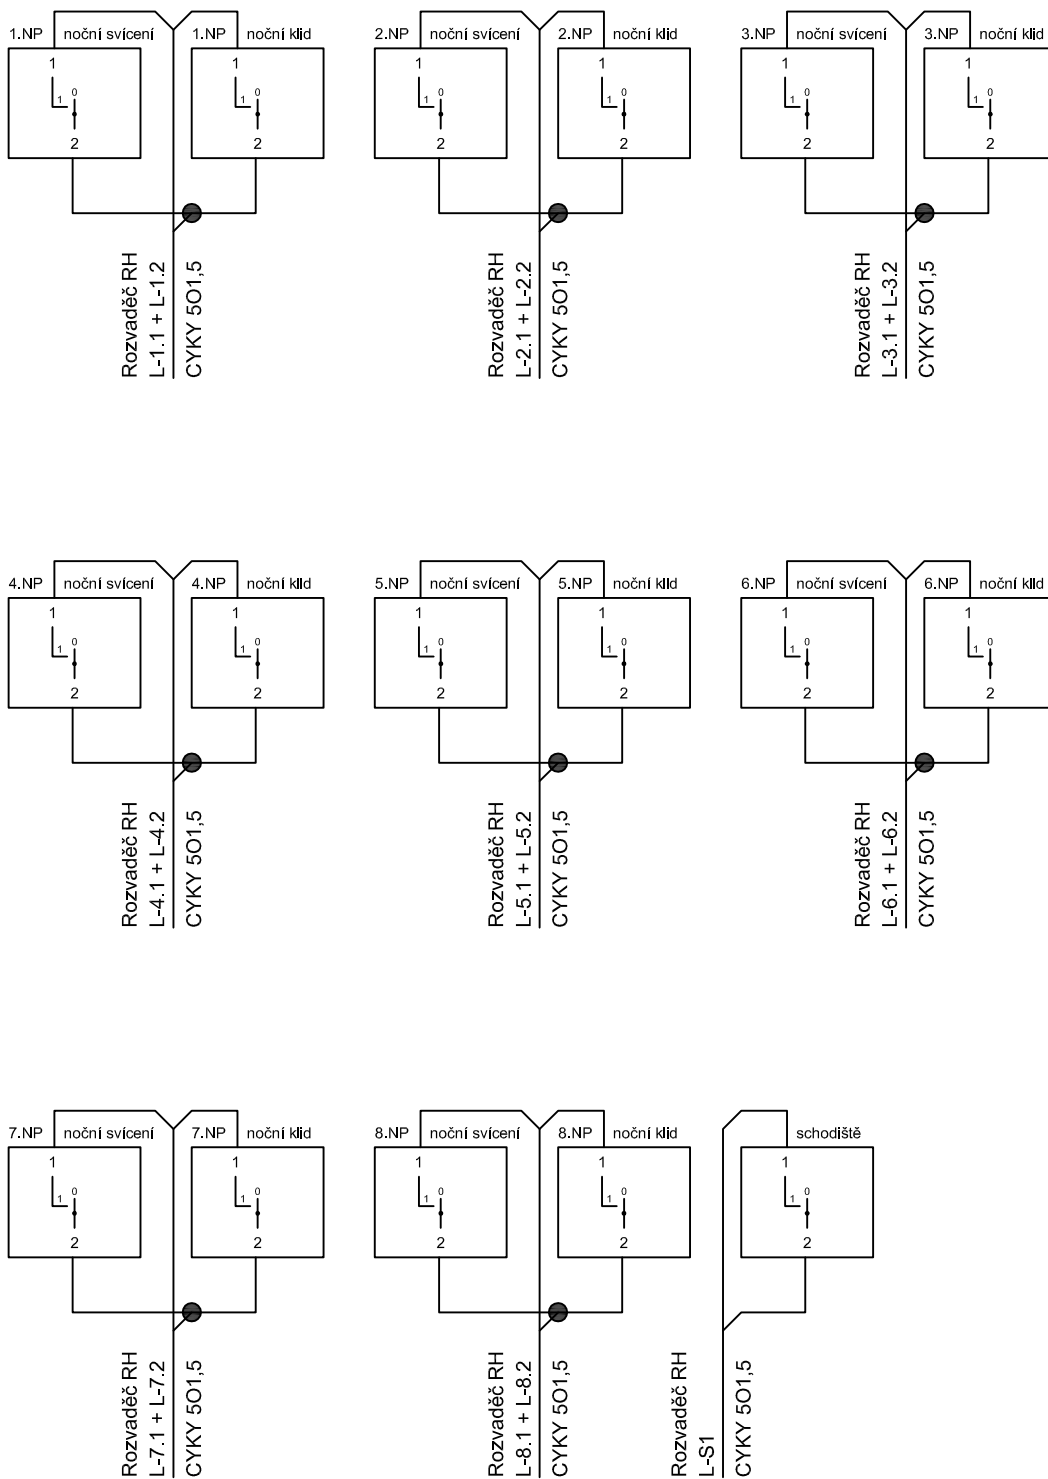 1.NP noční svícení 1.NP noční klid
1 1
1 0 1 0
2 2
Rozvaděč RH
L-1.1 + L-1.2
CYKY 5O1,5
2.NP noční svícení 2.NP noční klid
1 1
1 0 1 0
2 2
Rozvaděč RH
L-2.1 + L-2.2
CYKY 5O1,5
3.NP noční svícení 3.NP noční klid
1 1
1 0 1 0
2 2
Rozvaděč RH
L-3.1 + L-3.2
CYKY 5O1,5
4.NP noční svícení 4.NP noční klid
1 1
1 0 1 0
2 2
Rozvaděč RH
L-4.1 + L-4.2
CYKY 5O1,5
5.NP noční svícení 5.NP noční klid
1 1
1 0 1 0
2 2
Rozvaděč RH
L-5.1 + L-5.2
CYKY 5O1,5
6.NP noční svícení 6.NP noční klid
1 1
1 0 1 0
2 2
Rozvaděč RH
L-6.1 + L-6.2
CYKY 5O1,5
7.NP noční svícení 7.NP noční klid
1 1
1 0 1 0
2 2
Rozvaděč RH
L-7.1 + L-7.2
CYKY 5O1,5
8.NP noční svícení 8.NP noční klid
1 1
1 0 1 0
2 2
Rozvaděč RH
L-8.1 + L-8.2
CYKY 5O1,5
schodiště
1
1 0
2
Rozvaděč RH
L-S1
CYKY 5O1,5